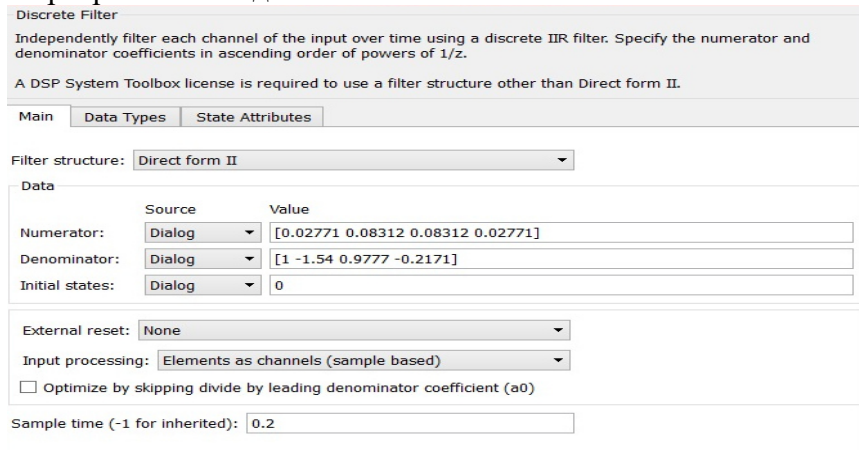 Discrete Filter
Independently filter each channel of the input over time using a discrete IIR filter. Specify the numerator and
denominator coefficients in ascending order of powers of 1/z.
A DSP System Toolbox license is required to use a filter structure other than Direct form II.
Main Data Types State Attributes
Filter structure: Direct form II
Data
Source Value
Numerator: Dialog [0.02771 0.08312 0.08312 0.02771]
Denominator: Dialog [1 -1.54 0.9777 -0.2171]
Initial states: Dialog 0
External reset: None
Input processing: Elements as channels (sample based)
Optimize by skipping divide by leading denominator coefficient (a0)
Sample time (-1 for inherited): 0.2